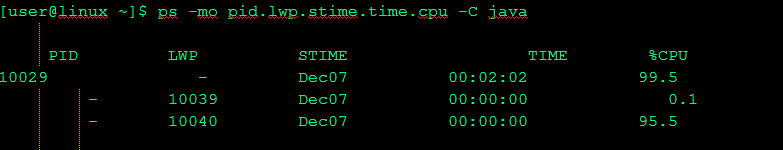 [user@linux ~]$ ps -mo pid.lwp.stime.time.cpu -C java
PID LWP STIME TIME %CPU
10029 - Dec07 00:02:02 99.5
- 10039 Dec07 00:00:00 0.1
- 10040 Dec07 00:00:00 95.5